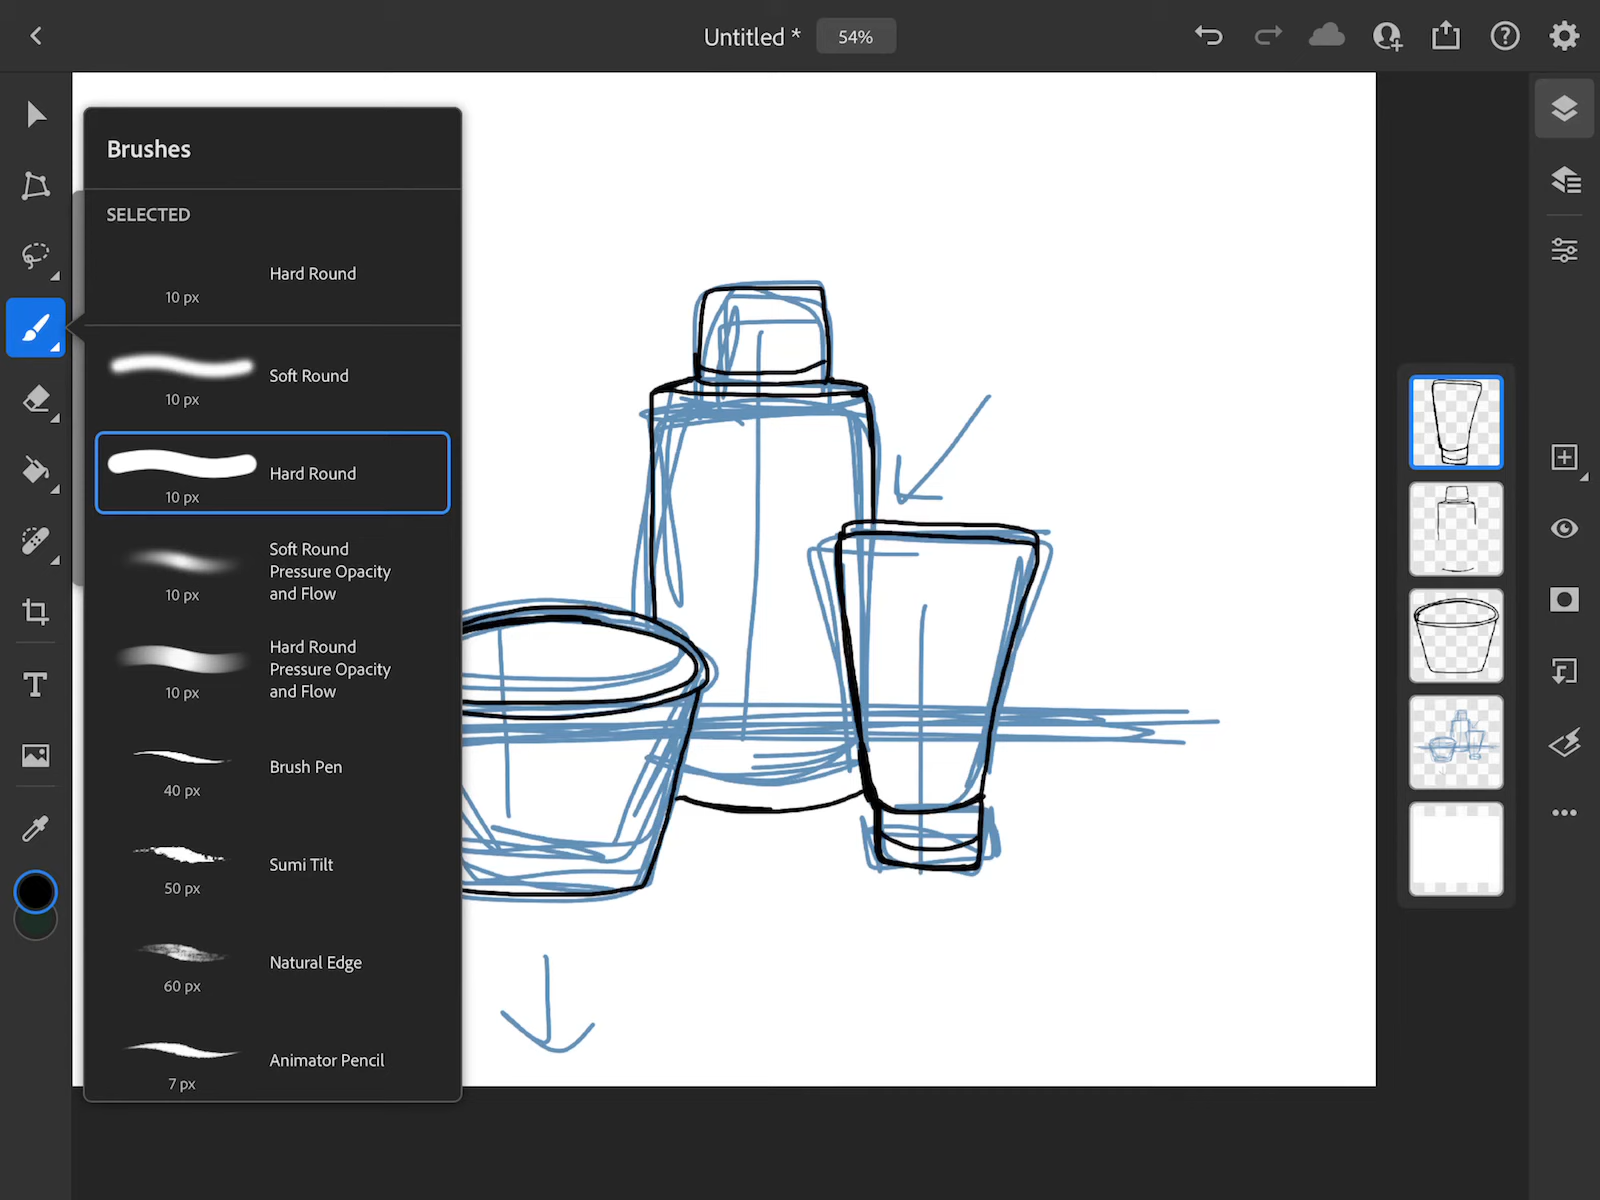 Untitled * 54%
Brushes
SELECTED
Hard Round
10 px
Soft Round
10 px
Hard Round
10 px
Soft Round
Pressure Opacity
and Flow
10 px
Hard Round
Pressure Opacity
and Flow
10 px
Brush Pen
40 px
Sumi Tilt
50 px
Natural Edge
60 px
Animator Pencil
7 px
T